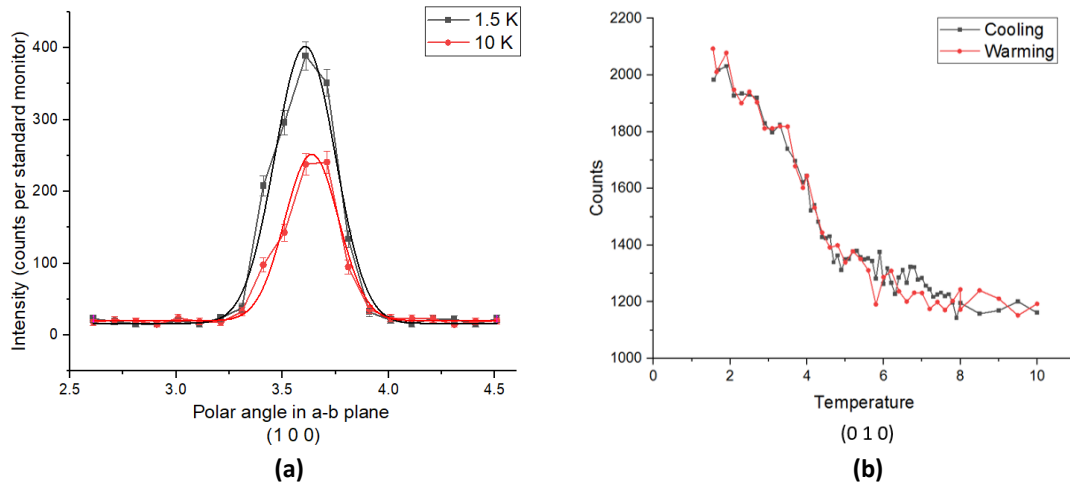 1.5 K
10 K
Intensity (counts per standard monitor)
400
300
200
100
0
2.5 3.0 3.5 4.0 4.5
Polar angle in a-b plane
(1 0 0)
(a)
Cooling
Warming
Counts
2200
2000
1800
1600
1400
1200
1000
0 2 4 6 8 10
Temperature
(0 1 0)
(b)